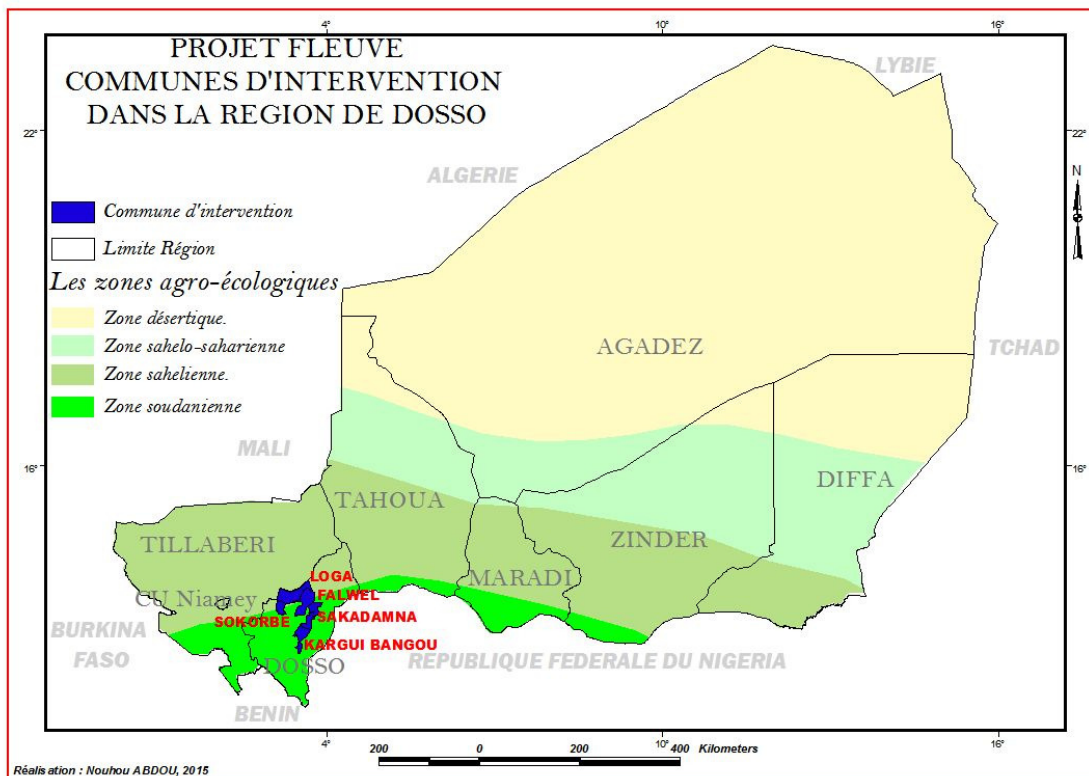 4°
10°
16°
PROJET FLEUVE
COMMUNES D'INTERVENTION
DANS LA REGION DE DOSSO
LYBIE
22°
22°
ALGERIE
N
Commune d'intervention
Limite Région
Les zones agro-écologiques
Zone désertique.
Zone sahelo-saharienne
Zone sahelienne.
Zone soudanienne
AGADEZ
TCHAD
MALI
16°
16°
DIFFA
TAHOUA
TILLABERI
ZINDER
MARADI
LOGA
FALWEL
CU Niamey
SAKADAMNA
SOKORBE
BURKINA
FASO
KARGUI BANGOU
DOSSO
REPUBLIQUE FEDERALE DU NIGERIA
BENIN
4°
10°
16°
200 0 200 400 Kilometers
Réalisation : Nouhou ABDOU, 2015